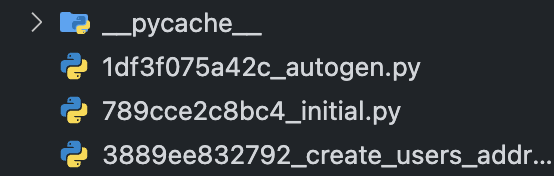 __pycache__
1df3f075a42c_autogen.py
789cce2c8bc4_initial.py
3889ee832792_create_users_addr...